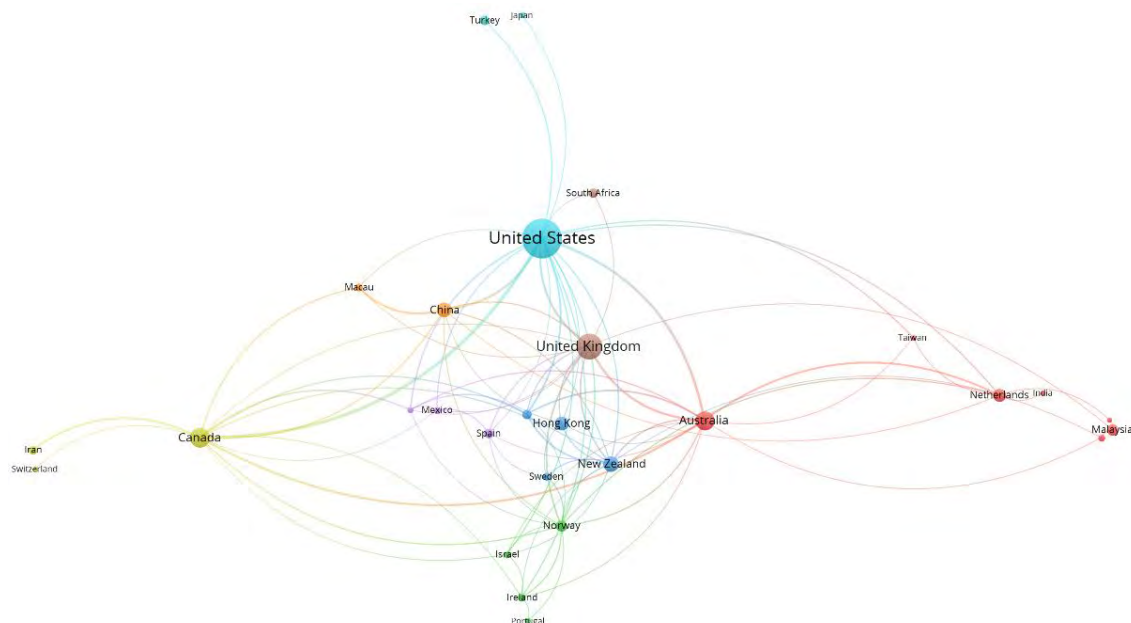 Turkey
Japan
South Africa
United States
Macau
China
United Kingdom
Taiwan
Netherlands
India
Mexico
Hong Kong
Australia
Malaysia
Canada
Spain
Iran
New Zealand
Switzerland
Sweden
Norway
Israel
Ireland
Portugal